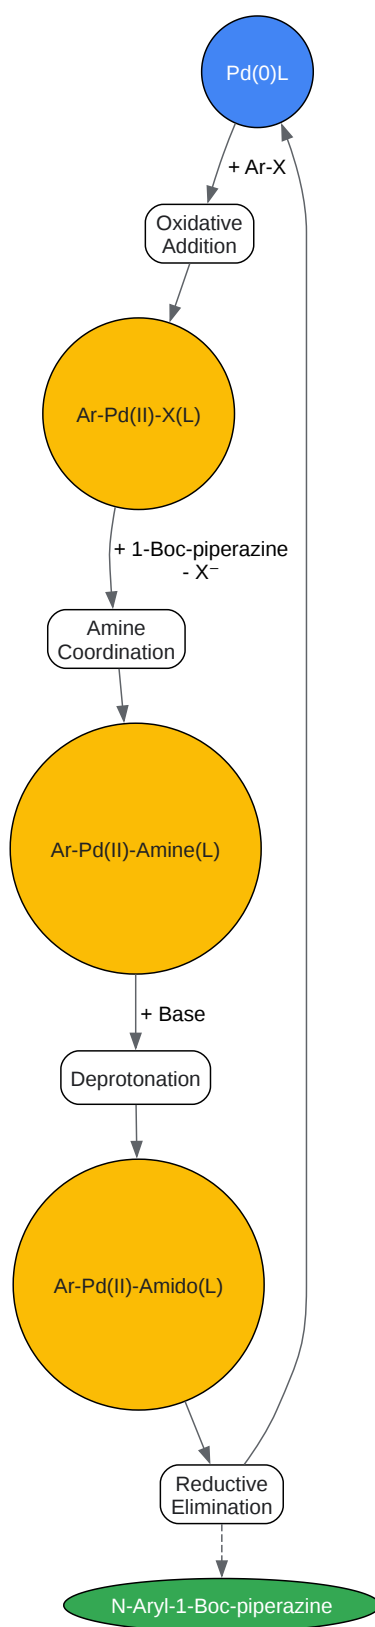 Pd(0)L
+ Ar-X
Oxidative
Addition
Ar-Pd(II)-X(L)
+ 1-Boc-piperazine
- X⁻
Amine
Coordination
Ar-Pd(II)-Amine(L)
+ Base
Deprotonation
Ar-Pd(II)-Amido(L)
Reductive
Elimination
N-Aryl-1-Boc-piperazine